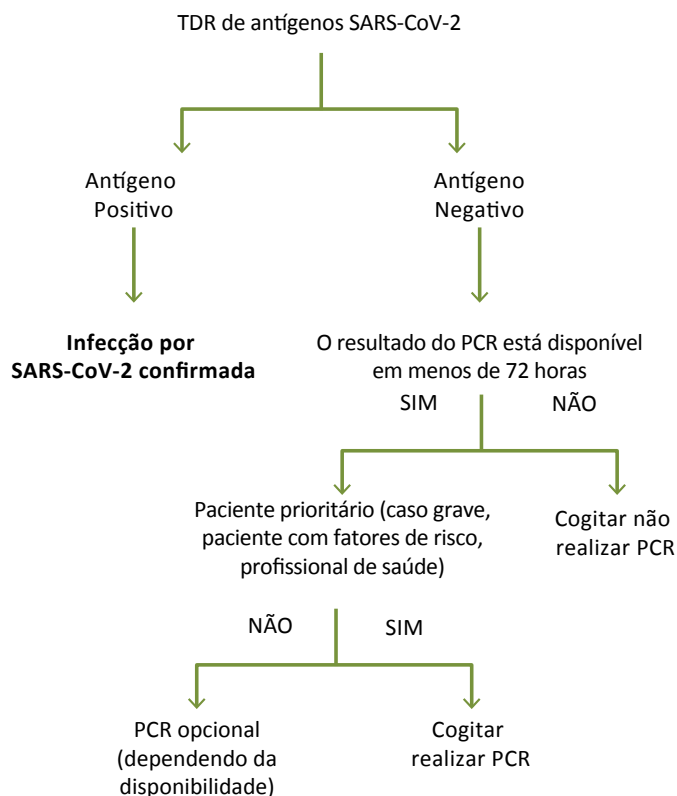 TDR de antígenos SARS-CoV-2
Antígeno
Positivo
Antígeno
Negativo
Infecção por
SARS-CoV-2 confirmada
O resultado do PCR está disponível
em menos de 72 horas
SIM
NÃO
Paciente prioritário (caso grave,
paciente com fatores de risco,
profissional de saúde)
Cogitar não
realizar PCR
NÃO
SIM
PCR opcional
(dependendo da
disponibilidade)
Cogitar
realizar PCR